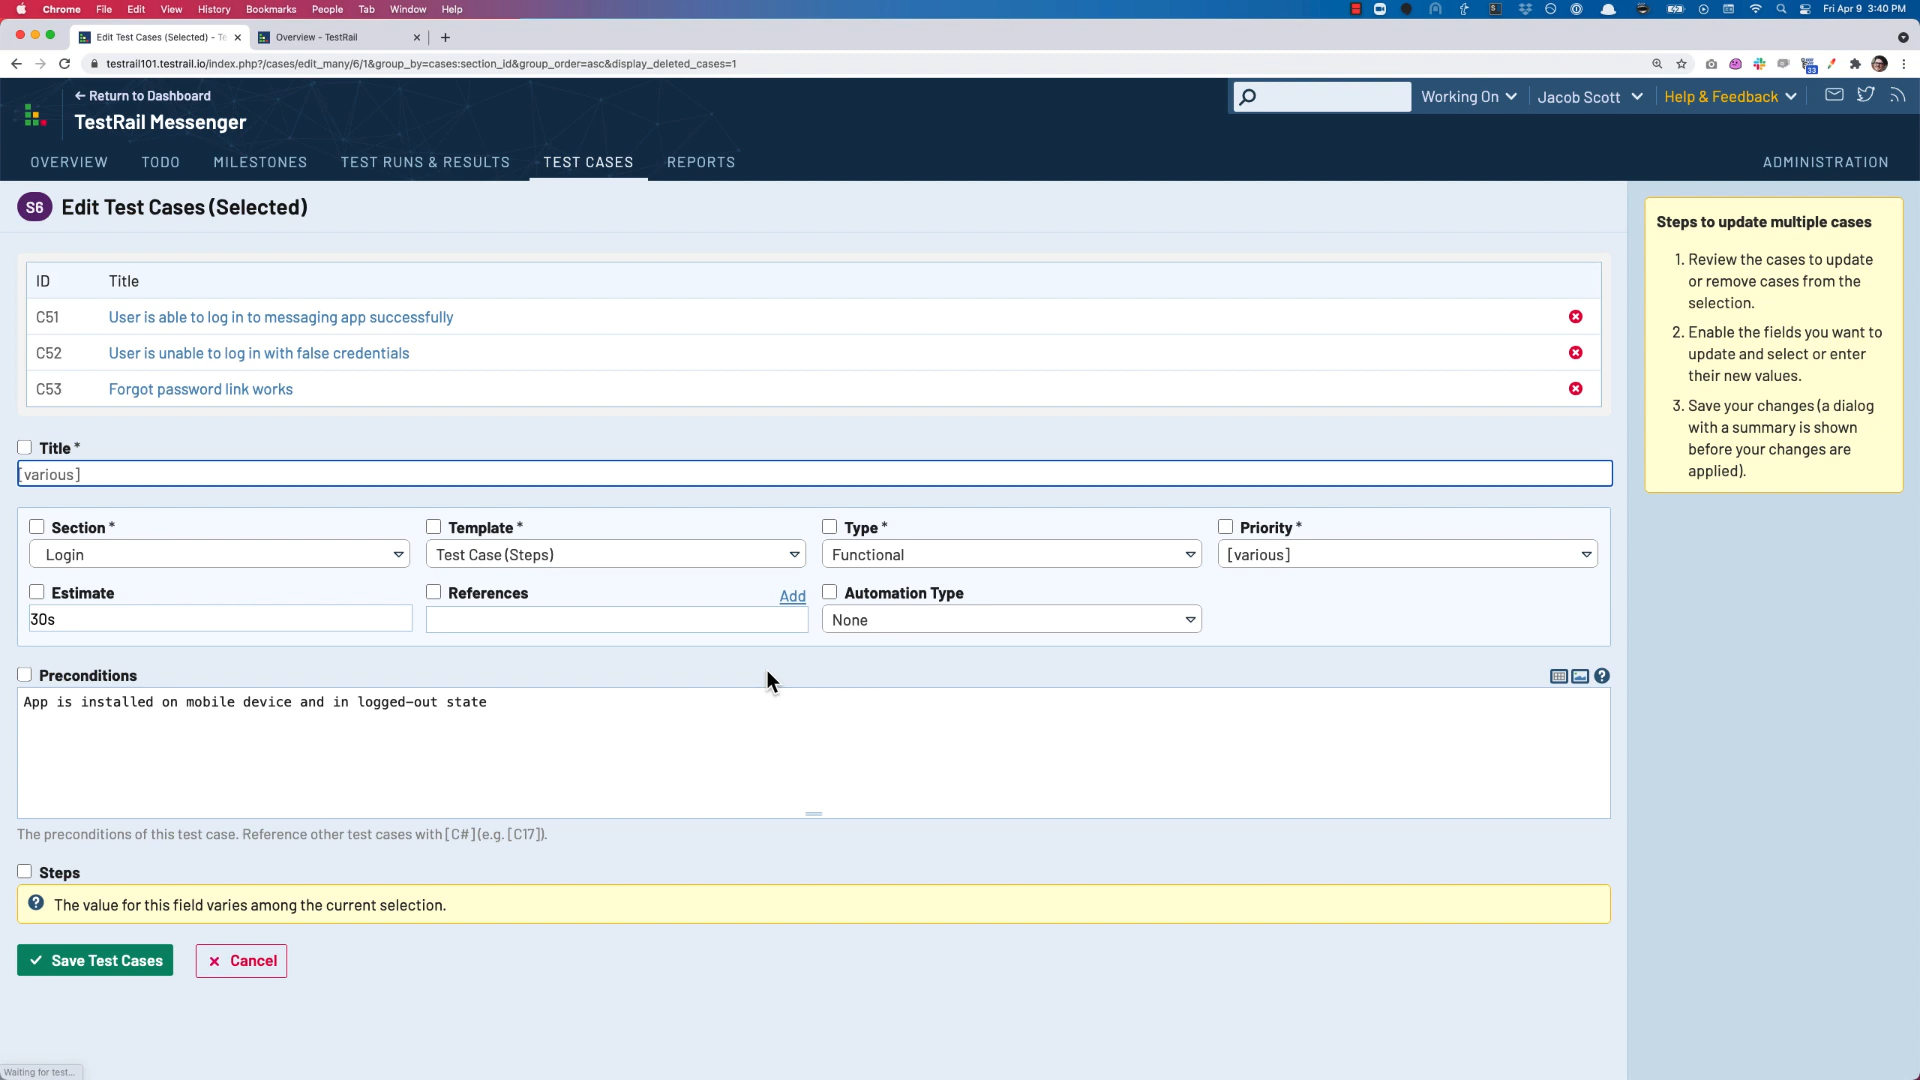 Chrome File Edit View History Bookmarks People Tab Window Help
Fri Apr 9 3:40 PM
Edit Test Cases (Selected) - Te
Overview - TestRail
testrail101.testrail.io/index.php?/cases/edit_many/6/1&group_by=cases:section_id&group_order=asc&display_deleted_cases=1
33
← Return to Dashboard
TestRail Messenger
Working On
Jacob Scott
Help & Feedback
OVERVIEW TODO MILESTONES TEST RUNS & RESULTS TEST CASES REPORTS ADMINISTRATION
S6 Edit Test Cases (Selected)
ID Title
C51 User is able to log in to messaging app successfully
C52 User is unable to log in with false credentials
C53 Forgot password link works
Title *
[various]
Section * Template * Type * Priority *
Login Test Case (Steps) Functional [various]
Estimate References Add Automation Type
30s None
Preconditions
App is installed on mobile device and in logged-out state
The preconditions of this test case. Reference other test cases with [C#] (e.g. [C17]).
Steps
The value for this field varies among the current selection.
Save Test Cases
Cancel
Steps to update multiple cases
1. Review the cases to update
or remove cases from the
selection.
2. Enable the fields you want to
update and select or enter
their new values.
3. Save your changes (a dialog
with a summary is shown
before your changes are
applied).
Waiting for test...